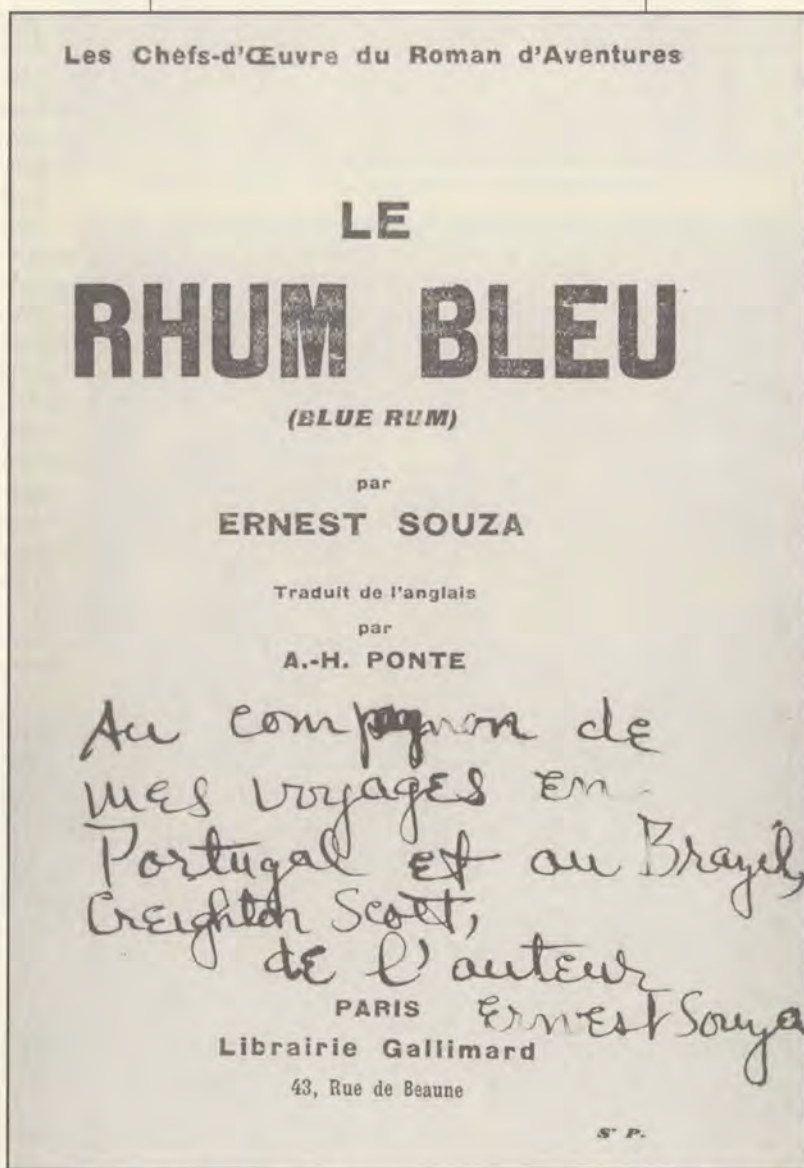 Les Chefs-d'Œuvre du Roman d'Aventures
LE
RHUM BLEU
(BLUE RUM)
par
ERNEST SOUZA
Traduit de l'anglais
par
A.-H. PONTE
Au compagnon de
mes voyages en
Portugal et au Brazil,
Creighton Scott,
de l'auteur
Ernest Souza
PARIS
Librairie Gallimard
43, Rue de Beaune
S' P.